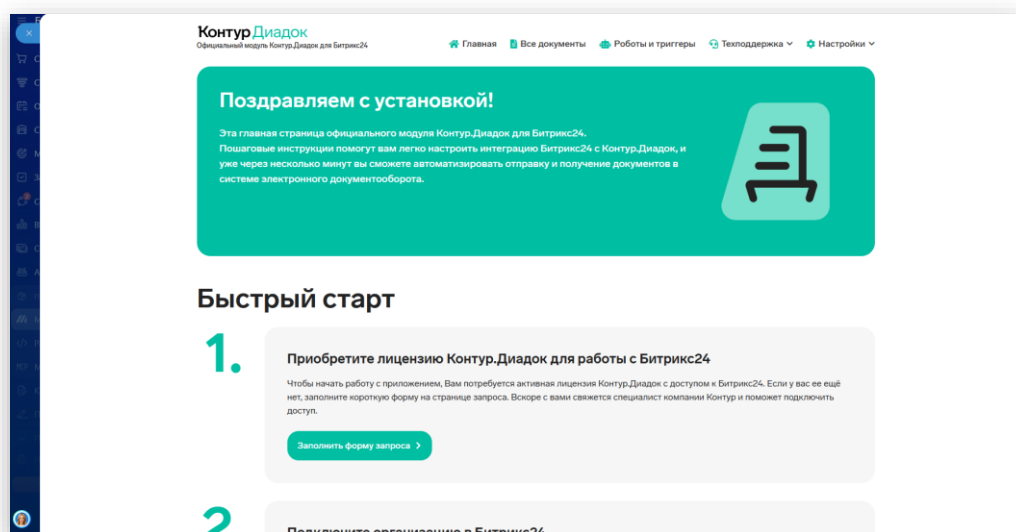 Контур Диадок
Официальный модуль Контур.Диадок для Битрикс24
Главная
Все документы
Роботы и триггеры
Техподдержка
Настройки
Поздравляем с установкой!
Эта главная страница официального модуля Контур.Диадок для Битрикс24.
Пошаговые инструкции помогут вам легко настроить интеграцию Битрикс24 с Контур.Диадок, и
уже через несколько минут вы сможете автоматизировать отправку и получение документов в
системе электронного документооборота.
Быстрый старт
1.
Приобретите лицензию Контур.Диадок для работы с Битрикс24
Чтобы начать работу с приложением, Вам потребуется активная лицензия Контур.Диадок с доступом к Битрикс24. Если у вас ее ещё
нет, заполните короткую форму на странице запроса. Вскоре с вами свяжется специалист компании Контур и поможет подключить
доступ.
Заполнить форму запроса
2
Подключите организацию в Битрикс24